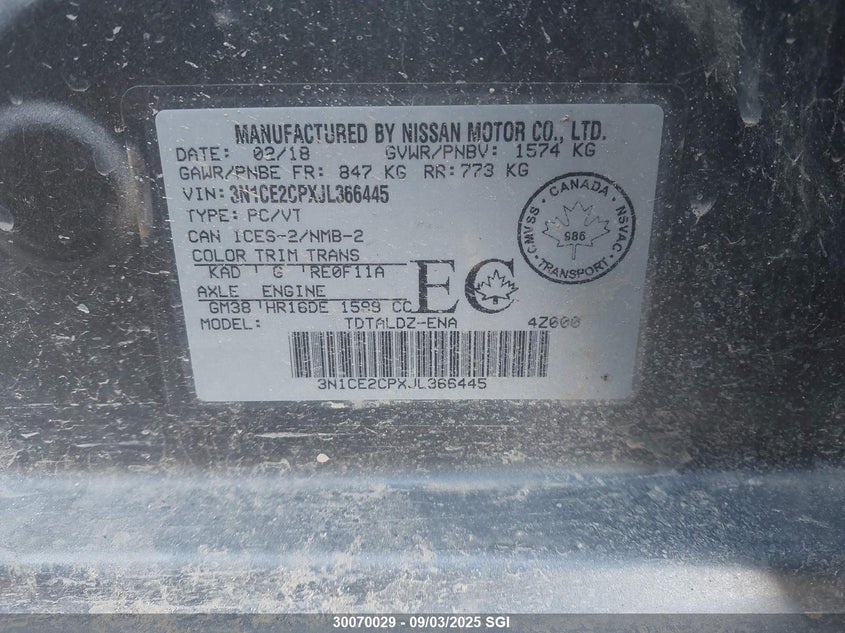 MANUFACTURED BY NISSAN MOTOR CO., LTD.
DATE: 02/18 GVWR/PNBV: 1574 KG
GAWR/PNBE FR: 847 KG RR: 773 KG
VIN: 3N1CE2CPXJL366445
TYPE: PC/VT
CAN ICES-2/NMB-2
COLOR TRIM TRANS
KAD G RE0F11A
AXLE ENGINE
GM38 HR16DE 1598 CC
EC
MODEL: TDTALDZ-ENA 4Z000
3N1CE2CPXJL366445
CANADA
CMVSS NSVAC
986
TRANSPORT
30070029 - 09/03/2025 SGI